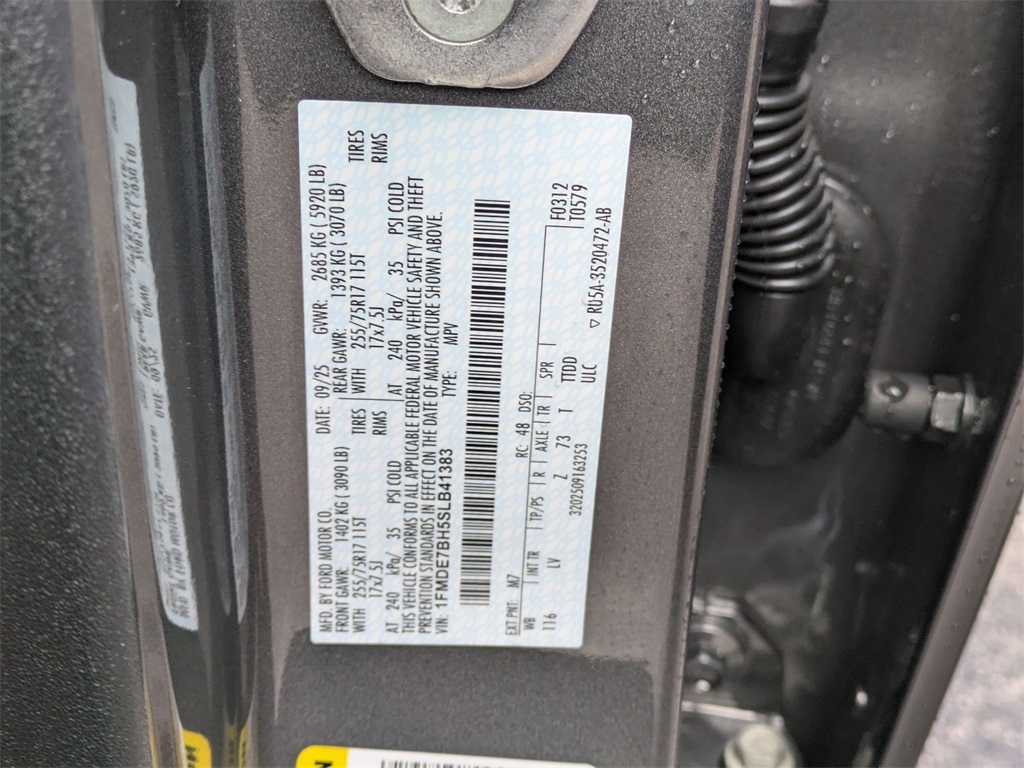 MFD. BY FORD MOTOR CO.
DATE: 09/25 GVWR: 2685 KG ( 5920 LB)
FRONT GAWR: 1402 KG ( 3090 LB)
REAR GAWR: 1393 KG ( 3070 LB)
WITH 255/75R17 115T TIRES
WITH 255/75R17 115T TIRES
17x7.5J RIMS
17x7.5J RIMS
AT 240 kPa/ 35 PSI COLD
AT 240 kPa/ 35 PSI COLD
THIS VEHICLE CONFORMS TO ALL APPLICABLE FEDERAL MOTOR VEHICLE SAFETY AND THEFT
PREVENTION STANDARDS IN EFFECT ON THE DATE OF MANUFACTURE SHOWN ABOVE.
VIN: 1FMDE7BH5SLB41383 TYPE: MPV
EXT PNT: M7 RC: 48 DSO: F0312
WB INT TR TP/PS R AXLE TR SPR T0579
116 LV Z 73 T TTDD
ULC ▽ RU5A-3520472-AB
3202509163253